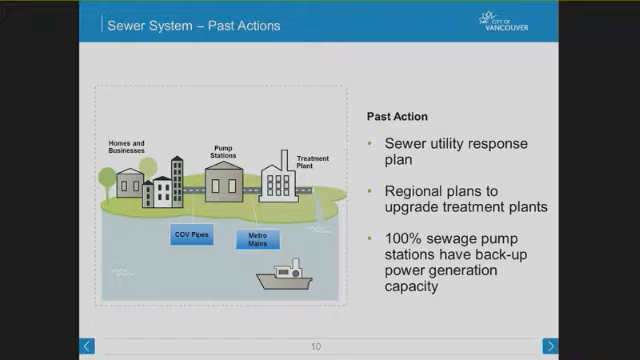 Sewer System – Past Actions
CITY OF
VANCOUVER
Past Action
Homes and
Businesses
Pump
Stations
Treatment
Plant
COV Pipes
Metro
Mains
• Sewer utility response
plan
• Regional plans to
upgrade treatment plants
• 100% sewage pump
stations have back-up
power generation
capacity
10